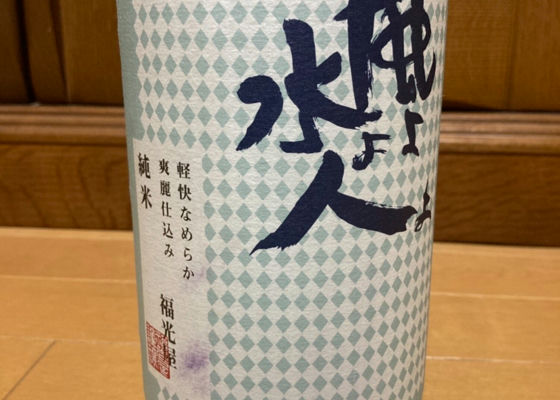 風よ
水よ
人よ
軽快なめらか
爽麗仕込み
純米
福光屋